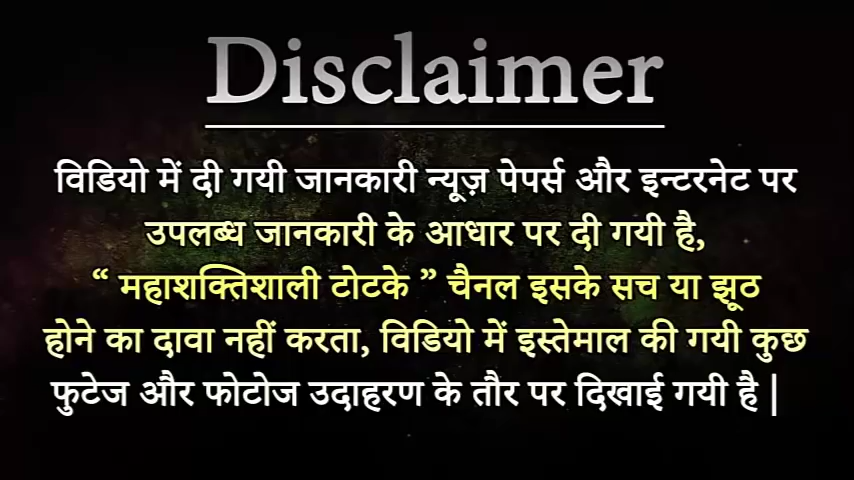 Disclaimer
विडियो में दी गयी जानकारी न्यूज़ पेपर्स और इन्टरनेट पर
उपलब्ध जानकारी के आधार पर दी गयी है,
“ महाशक्तिशाली टोटके ” चैनल इसके सच या झूठ
होने का दावा नहीं करता, विडियो में इस्तेमाल की गयी कुछ
फुटेज और फोटोज उदाहरण के तौर पर दिखाई गयी है |